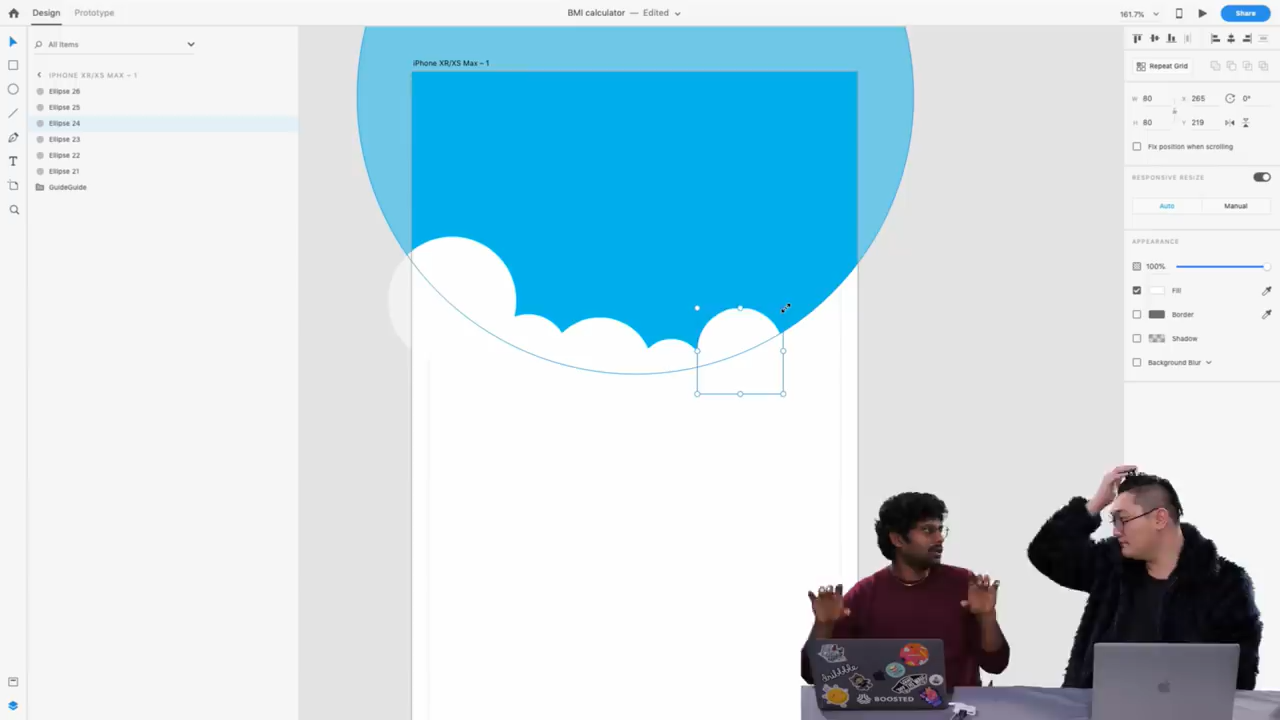 Design Prototype
BMI calculator — Edited
161.7%
Share
All Items
IPHONE XR/XS MAX – 1
Ellipse 26
Ellipse 25
Ellipse 24
Ellipse 23
Ellipse 22
Ellipse 21
GuideGuide
iPhone XR/XS Max – 1
Repeat Grid
W 80 X 265 0°
H 80 Y 219
Fix position when scrolling
RESPONSIVE RESIZE
Auto Manual
APPEARANCE
100%
Fill
Border
Shadow
Background Blur
dribbble
VANS
BOOSTED